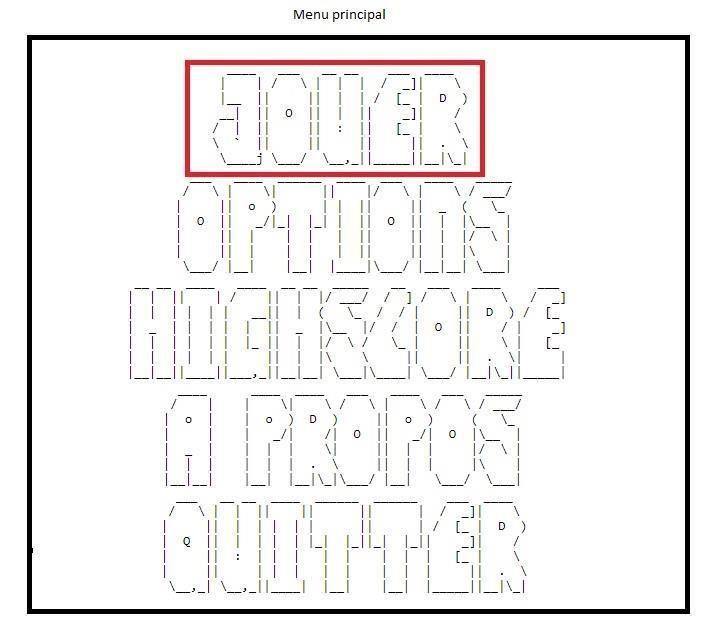 Menu principal
JOUER
OPTIONS
HIGHSCORE
A PROPOS
QUITTER